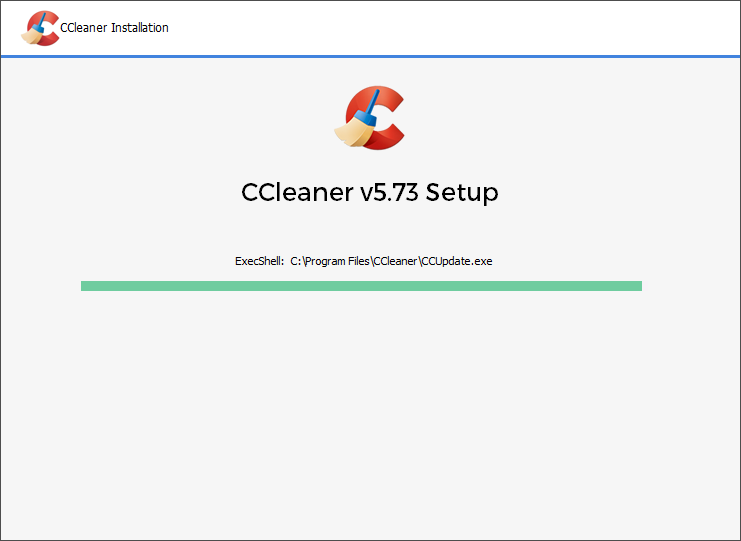 CCleaner Installation
CCleaner v5.73 Setup
ExecShell: C:\Program Files\CCleaner\CCUpdate.exe